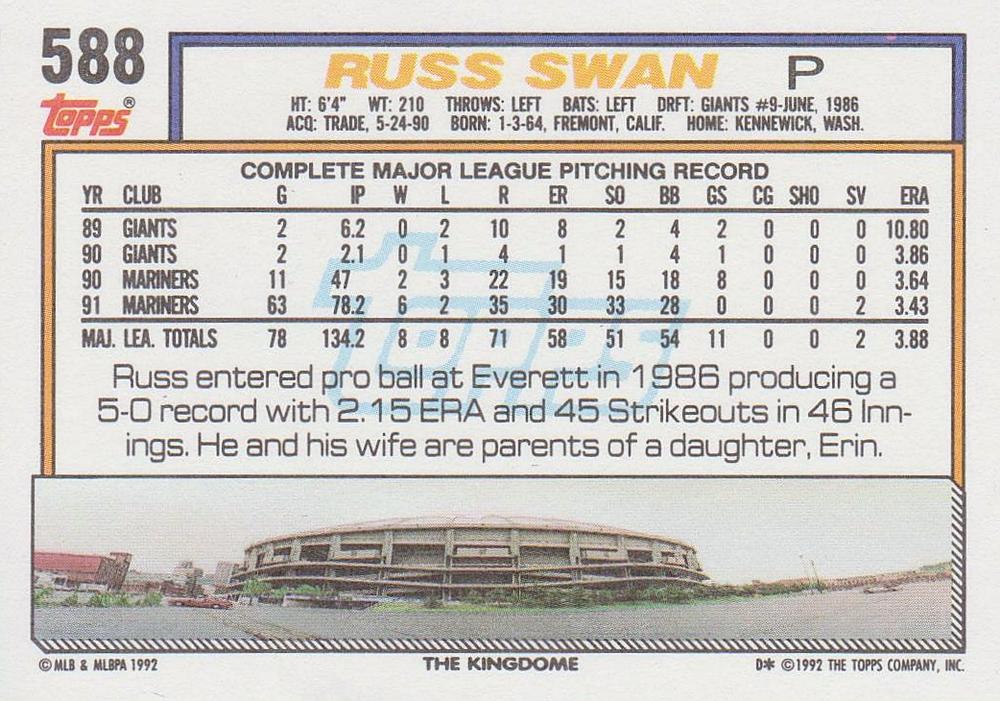 588
Topps®
RUSS SWAN P
HT: 6'4" WT: 210 THROWS: LEFT BATS: LEFT DRFT: GIANTS #9-JUNE, 1986
ACQ: TRADE, 5-24-90 BORN: 1-3-64, FREMONT, CALIF. HOME: KENNEWICK, WASH.
COMPLETE MAJOR LEAGUE PITCHING RECORD
YR CLUB G IP W L R ER SO BB GS CG SHO SV ERA
89 GIANTS 2 6.2 0 2 10 8 2 4 2 0 0 0 10.80
90 GIANTS 2 2.1 0 1 4 1 1 4 1 0 0 0 3.86
90 MARINERS 11 47 2 3 22 19 15 18 8 0 0 0 3.64
91 MARINERS 63 78.2 6 2 35 30 33 28 0 0 0 2 3.43
MAJ. LEA. TOTALS 78 134.2 8 8 71 58 51 54 11 0 0 2 3.88
Topps
Russ entered pro ball at Everett in 1986 producing a
5-0 record with 2.15 ERA and 45 Strikeouts in 46 Inn-
ings. He and his wife are parents of a daughter, Erin.
© MLB & MLBPA 1992 THE KINGDOME D* © 1992 THE TOPPS COMPANY, INC.